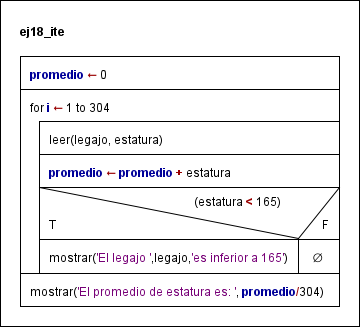 ej18_ite
promedio ← 0
for i ← 1 to 304
leer(legajo, estatura)
promedio ← promedio + estatura
(estatura < 165)
T F
mostrar('El legajo ',legajo,'es inferior a 165') ∅
mostrar('El promedio de estatura es: ', promedio/304)